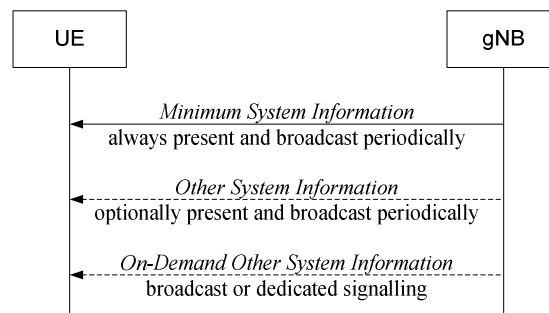 UE
gNB
Minimum System Information
always present and broadcast periodically
Other System Information
optionally present and broadcast periodically
On-Demand Other System Information
broadcast or dedicated signalling